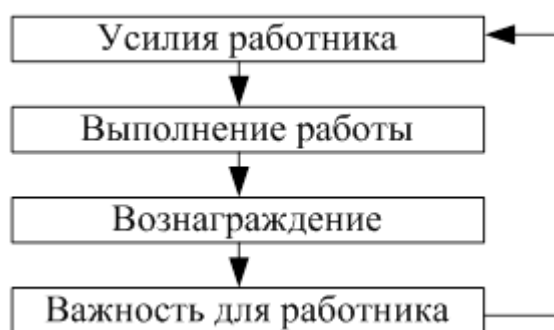 Усилия работника
Выполнение работы
Вознаграждение
Важность для работника